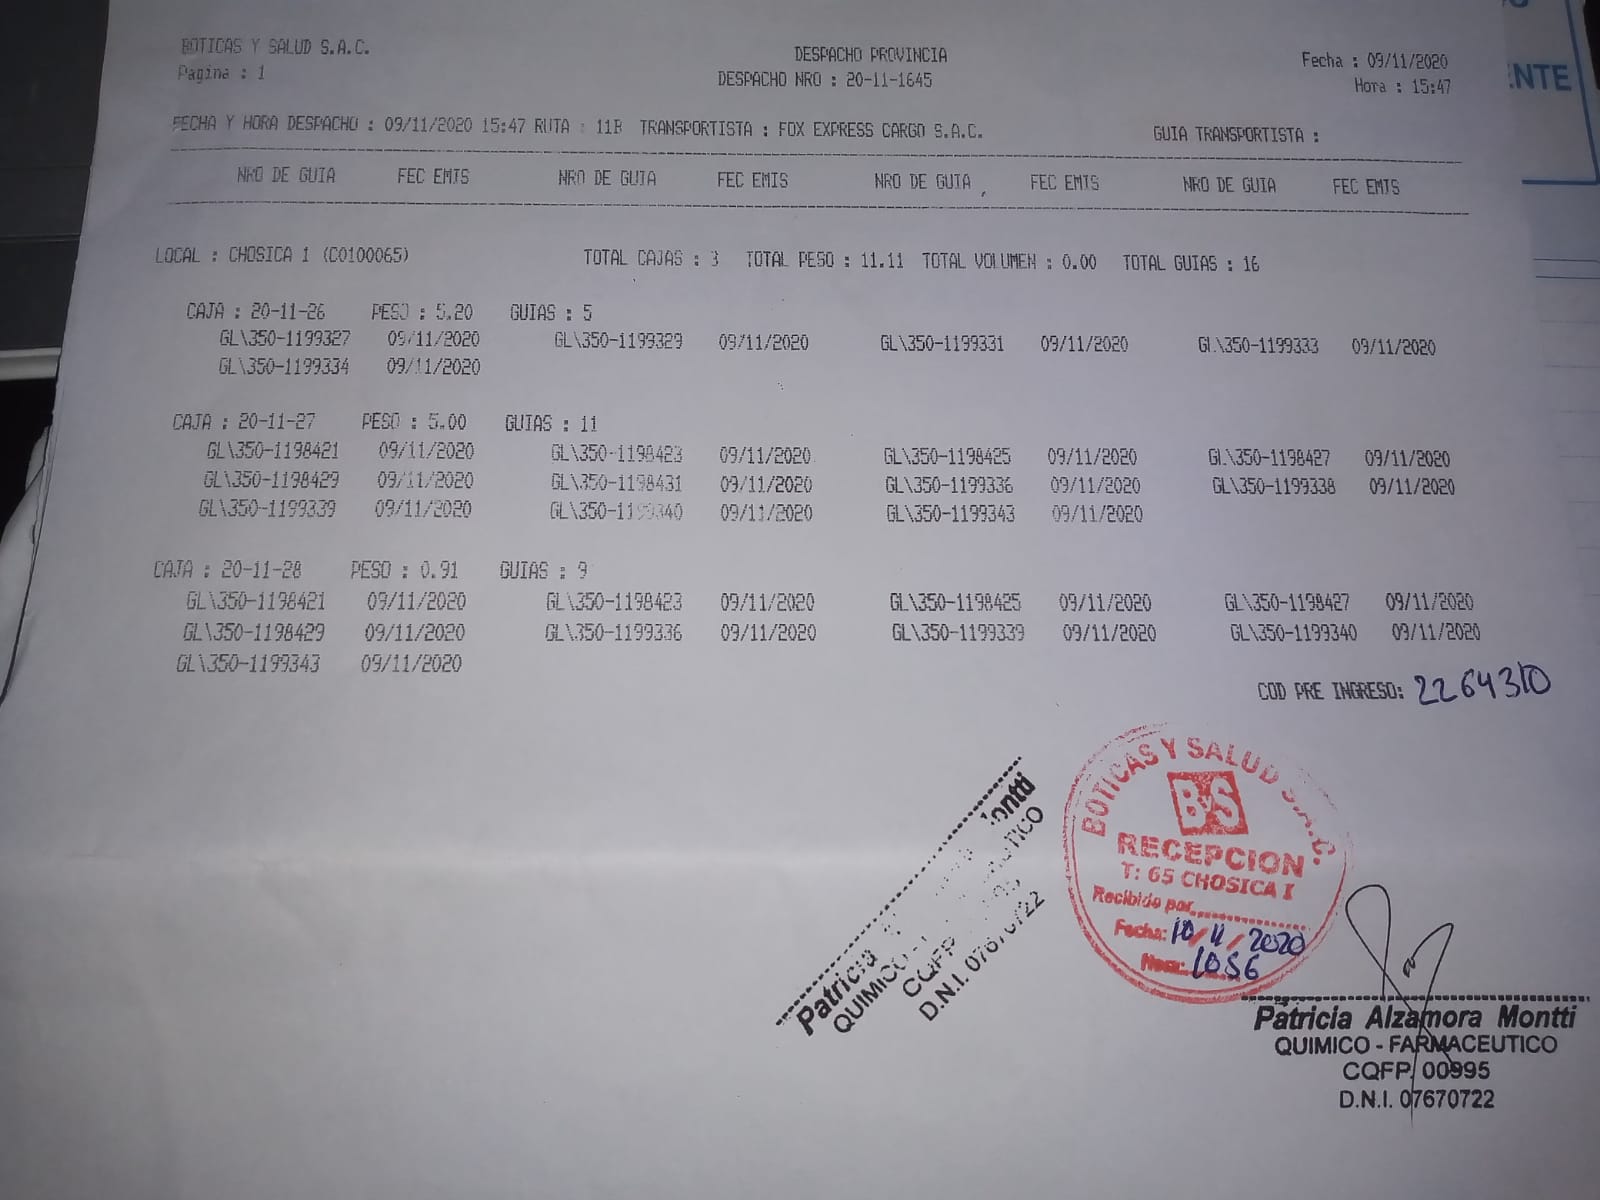 BOTICAS Y SALUD S.A.C.
Pagina : 1
DESPACHO PROVINCIA
DESPACHO NRO : 20-11-1645
Fecha : 09/11/2020
Hora : 15:47
FECHA Y HORA DESPACHO : 09/11/2020 15:47 RUTA : 11B TRANSPORTISTA : FOX EXPRESS CARGO S.A.C. GUIA TRANSPORTISTA :
NRO DE GUIA FEC EMIS NRO DE GUIA FEC EMIS NRO DE GUIA FEC EMIS NRO DE GUIA FEC EMIS
LOCAL : CHOSICA 1 (C0100065) TOTAL CAJAS : 3 TOTAL PESO : 11.11 TOTAL VOLUMEN : 0.00 TOTAL GUIAS : 16
CAJA : 20-11-26 PESO : 5.20 GUIAS : 5
GL\350-1199327 09/11/2020 GL\350-1199329 09/11/2020 GL\350-1199331 09/11/2020 GL\350-1199333 09/11/2020
GL\350-1199334 09/11/2020
CAJA : 20-11-27 PESO : 5.00 GUIAS : 11
GL\350-1198421 09/11/2020 GL\350-1198423 09/11/2020 GL\350-1198425 09/11/2020 GL\350-1198427 09/11/2020
GL\350-1198429 09/11/2020 GL\350-1198431 09/11/2020 GL\350-1199336 09/11/2020 GL\350-1199338 09/11/2020
GL\350-1199339 09/11/2020 GL\350-1199340 09/11/2020 GL\350-1199343 09/11/2020
CAJA : 20-11-28 PESO : 0.91 GUIAS : 9
GL\350-1198421 09/11/2020 GL\350-1198423 09/11/2020 GL\350-1198425 09/11/2020 GL\350-1198427 09/11/2020
GL\350-1198429 09/11/2020 GL\350-1199336 09/11/2020 GL\350-1199339 09/11/2020 GL\350-1199340 09/11/2020
GL\350-1199343 09/11/2020
COD PRE INGRESO: 2264310
BOTICAS Y SALUD S.A.C.
BYS
RECEPCION
T: 65 CHOSICA I
Recibido por
Fecha: 10/11/2020
Hora: 1056
Patricia
QUIMICO -
CQFP
D.N.I. 07670722
Patricia Alzamora Montti
QUIMICO - FARMACEUTICO
CQFP. 00995
D.N.I. 07670722